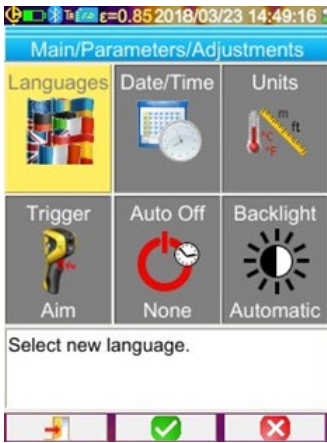 ε=0.85 2018/03/23 14:49:16
Main/Parameters/Adjustments
Languages Date/Time Units
m
ft
°C
°F
Trigger Auto Off Backlight
Aim None Automatic
Select new language.